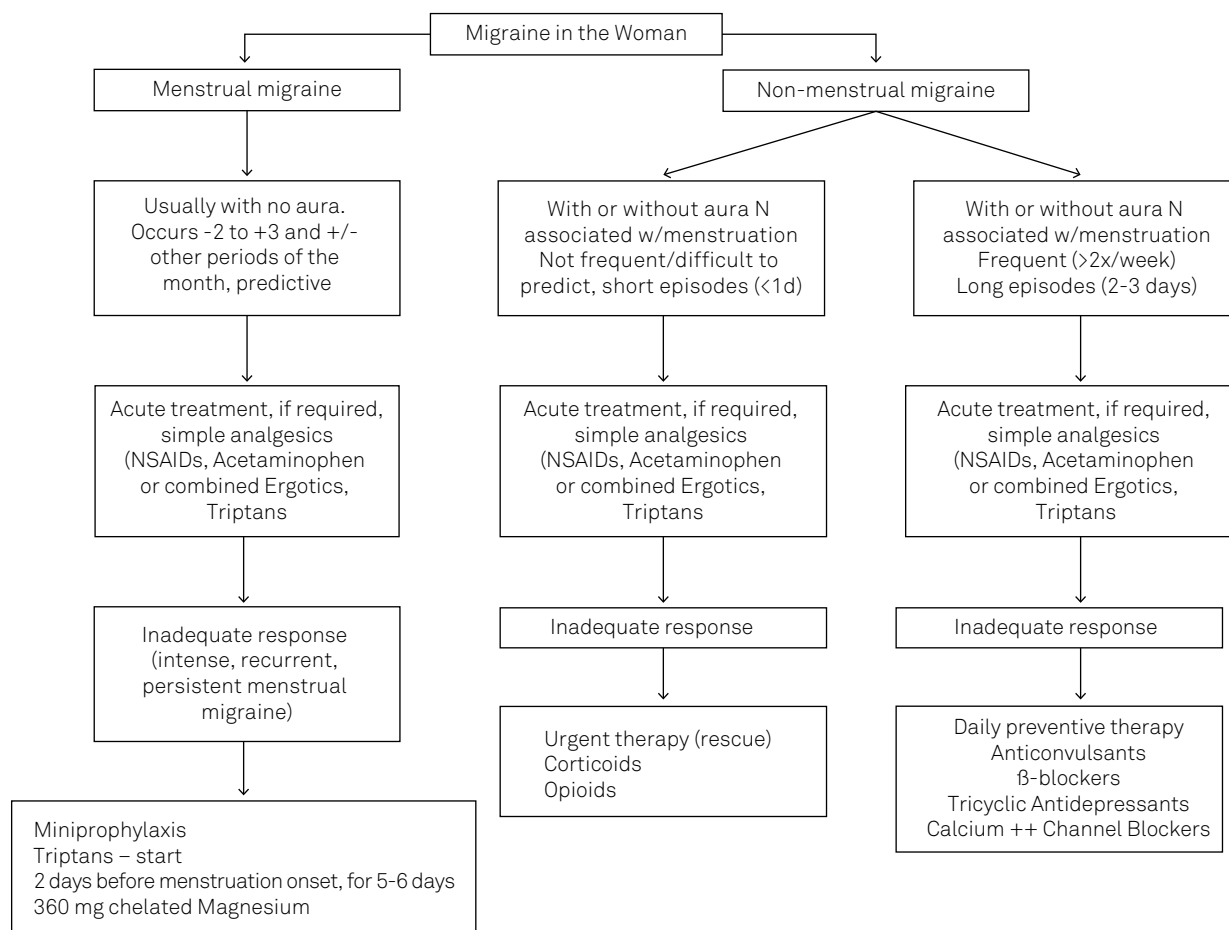 Migraine in the Woman
Menstrual migraine
Non-menstrual migraine
Usually with no aura.
Occurs -2 to +3 and +/-
other periods of the
month, predictive
With or without aura N
associated w/menstruation
Not frequent/difficult to
predict, short episodes (<1d)
With or without aura N
associated w/menstruation
Frequent (>2x/week)
Long episodes (2-3 days)
Acute treatment, if required,
simple analgesics
(NSAIDs, Acetaminophen
or combined Ergotics,
Triptans
Acute treatment, if required,
simple analgesics
(NSAIDs, Acetaminophen
or combined Ergotics,
Triptans
Acute treatment, if required,
simple analgesics
(NSAIDs, Acetaminophen
or combined Ergotics,
Triptans
Inadequate response
(intense, recurrent,
persistent menstrual
migraine)
Inadequate response
Inadequate response
Miniprophylaxis
Triptans – start
2 days before menstruation onset, for 5-6 days
360 mg chelated Magnesium
Urgent therapy (rescue)
Corticoids
Opioids
Daily preventive therapy
Anticonvulsants
ß-blockers
Tricyclic Antidepressants
Calcium ++ Channel Blockers